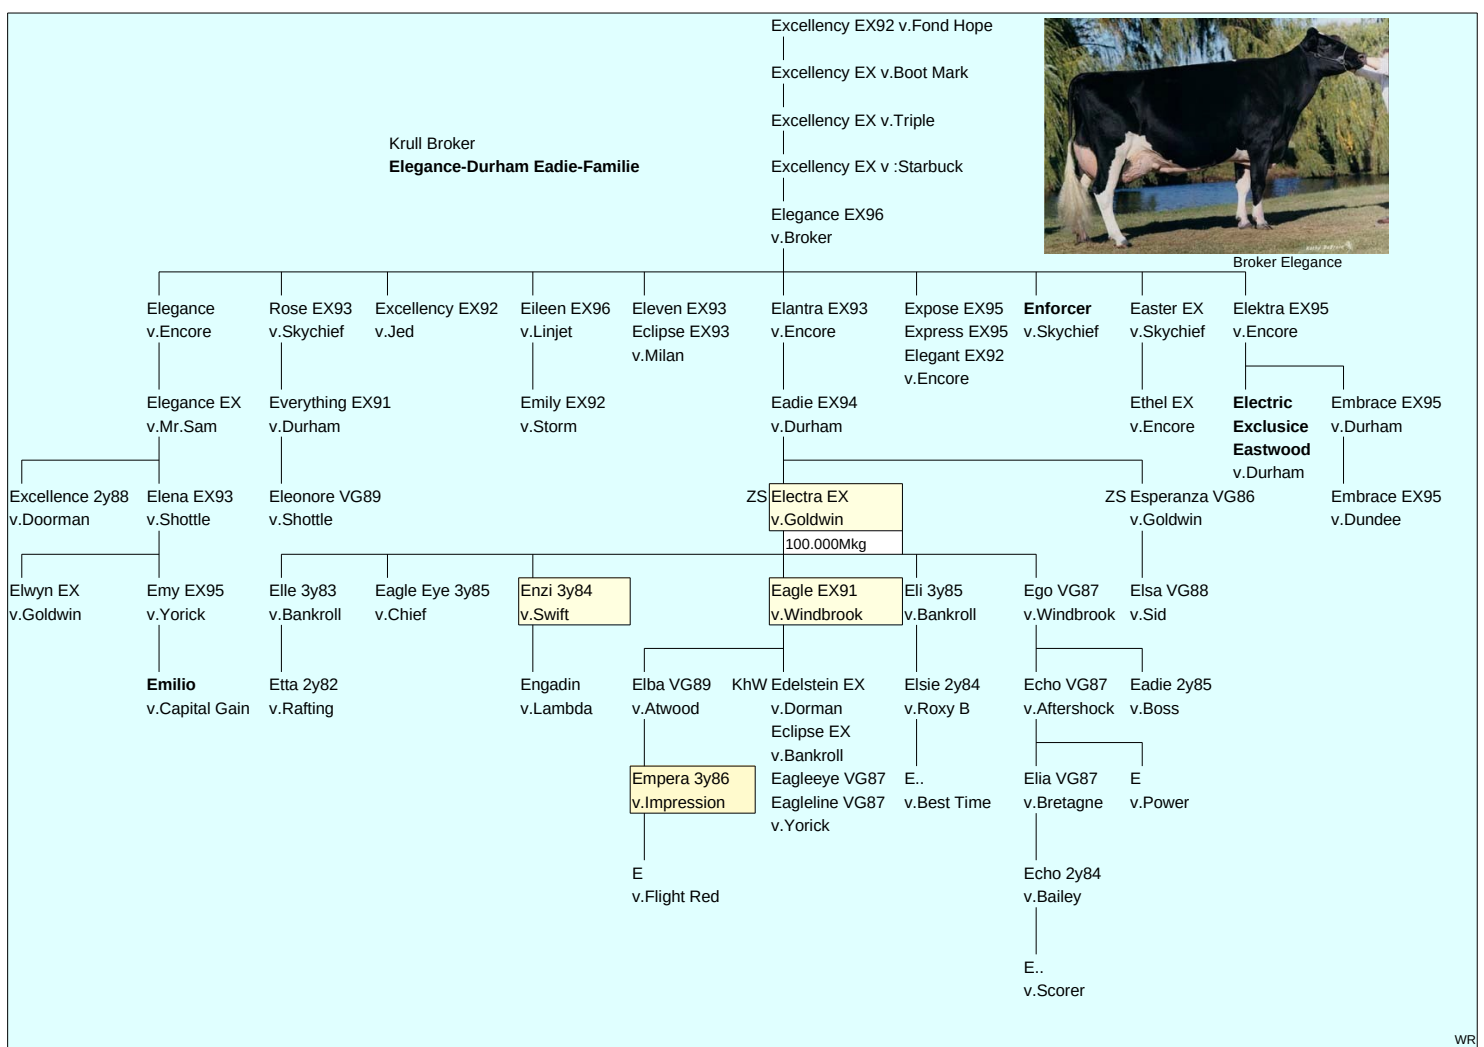 Excellency EX92 v.Fond Hope
Excellency EX v.Boot Mark
Excellency EX v.Triple
Krull Broker
Elegance-Durham Eadie-Familie
Excellency EX v :Starbuck
Elegance EX96
v.Broker
Broker Elegance
Elegance
v.Encore
Rose EX93
v.Skychief
Excellency EX92
v.Jed
Eileen EX96
v.Linjet
Eleven EX93
Eclipse EX93
v.Milan
Elantra EX93
v.Encore
Expose EX95
Express EX95
Elegant EX92
v.Encore
Enforcer
v.Skychief
Easter EX
v.Skychief
Elektra EX95
v.Encore
Elegance EX
v.Mr.Sam
Everything EX91
v.Durham
Emily EX92
v.Storm
Eadie EX94
v.Durham
Ethel EX
v.Encore
Electric
Exclusice
Eastwood
v.Durham
Embrace EX95
v.Durham
Excellence 2y88
v.Doorman
Elena EX93
v.Shottle
Eleonore VG89
v.Shottle
ZS Electra EX
v.Goldwin
100.000Mkg
ZS Esperanza VG86
v.Goldwin
Embrace EX95
v.Dundee
Elwyn EX
v.Goldwin
Emy EX95
v.Yorick
Elle 3y83
v.Bankroll
Eagle Eye 3y85
v.Chief
Enzi 3y84
v.Swift
Eagle EX91
v.Windbrook
Eli 3y85
v.Bankroll
Ego VG87
v.Windbrook
Elsa VG88
v.Sid
Emilio
v.Capital Gain
Etta 2y82
v.Rafting
Engadin
v.Lambda
Elba VG89
v.Atwood
KhW Edelstein EX
v.Dorman
Eclipse EX
v.Bankroll
Eagleeye VG87
Eagleline VG87
v.Yorick
Elsie 2y84
v.Roxy B
Echo VG87
v.Aftershock
Eadie 2y85
v.Boss
Empera 3y86
v.Impression
E..
v.Best Time
Elia VG87
v.Bretagne
E
v.Power
E
v.Flight Red
Echo 2y84
v.Bailey
E..
v.Scorer
WR